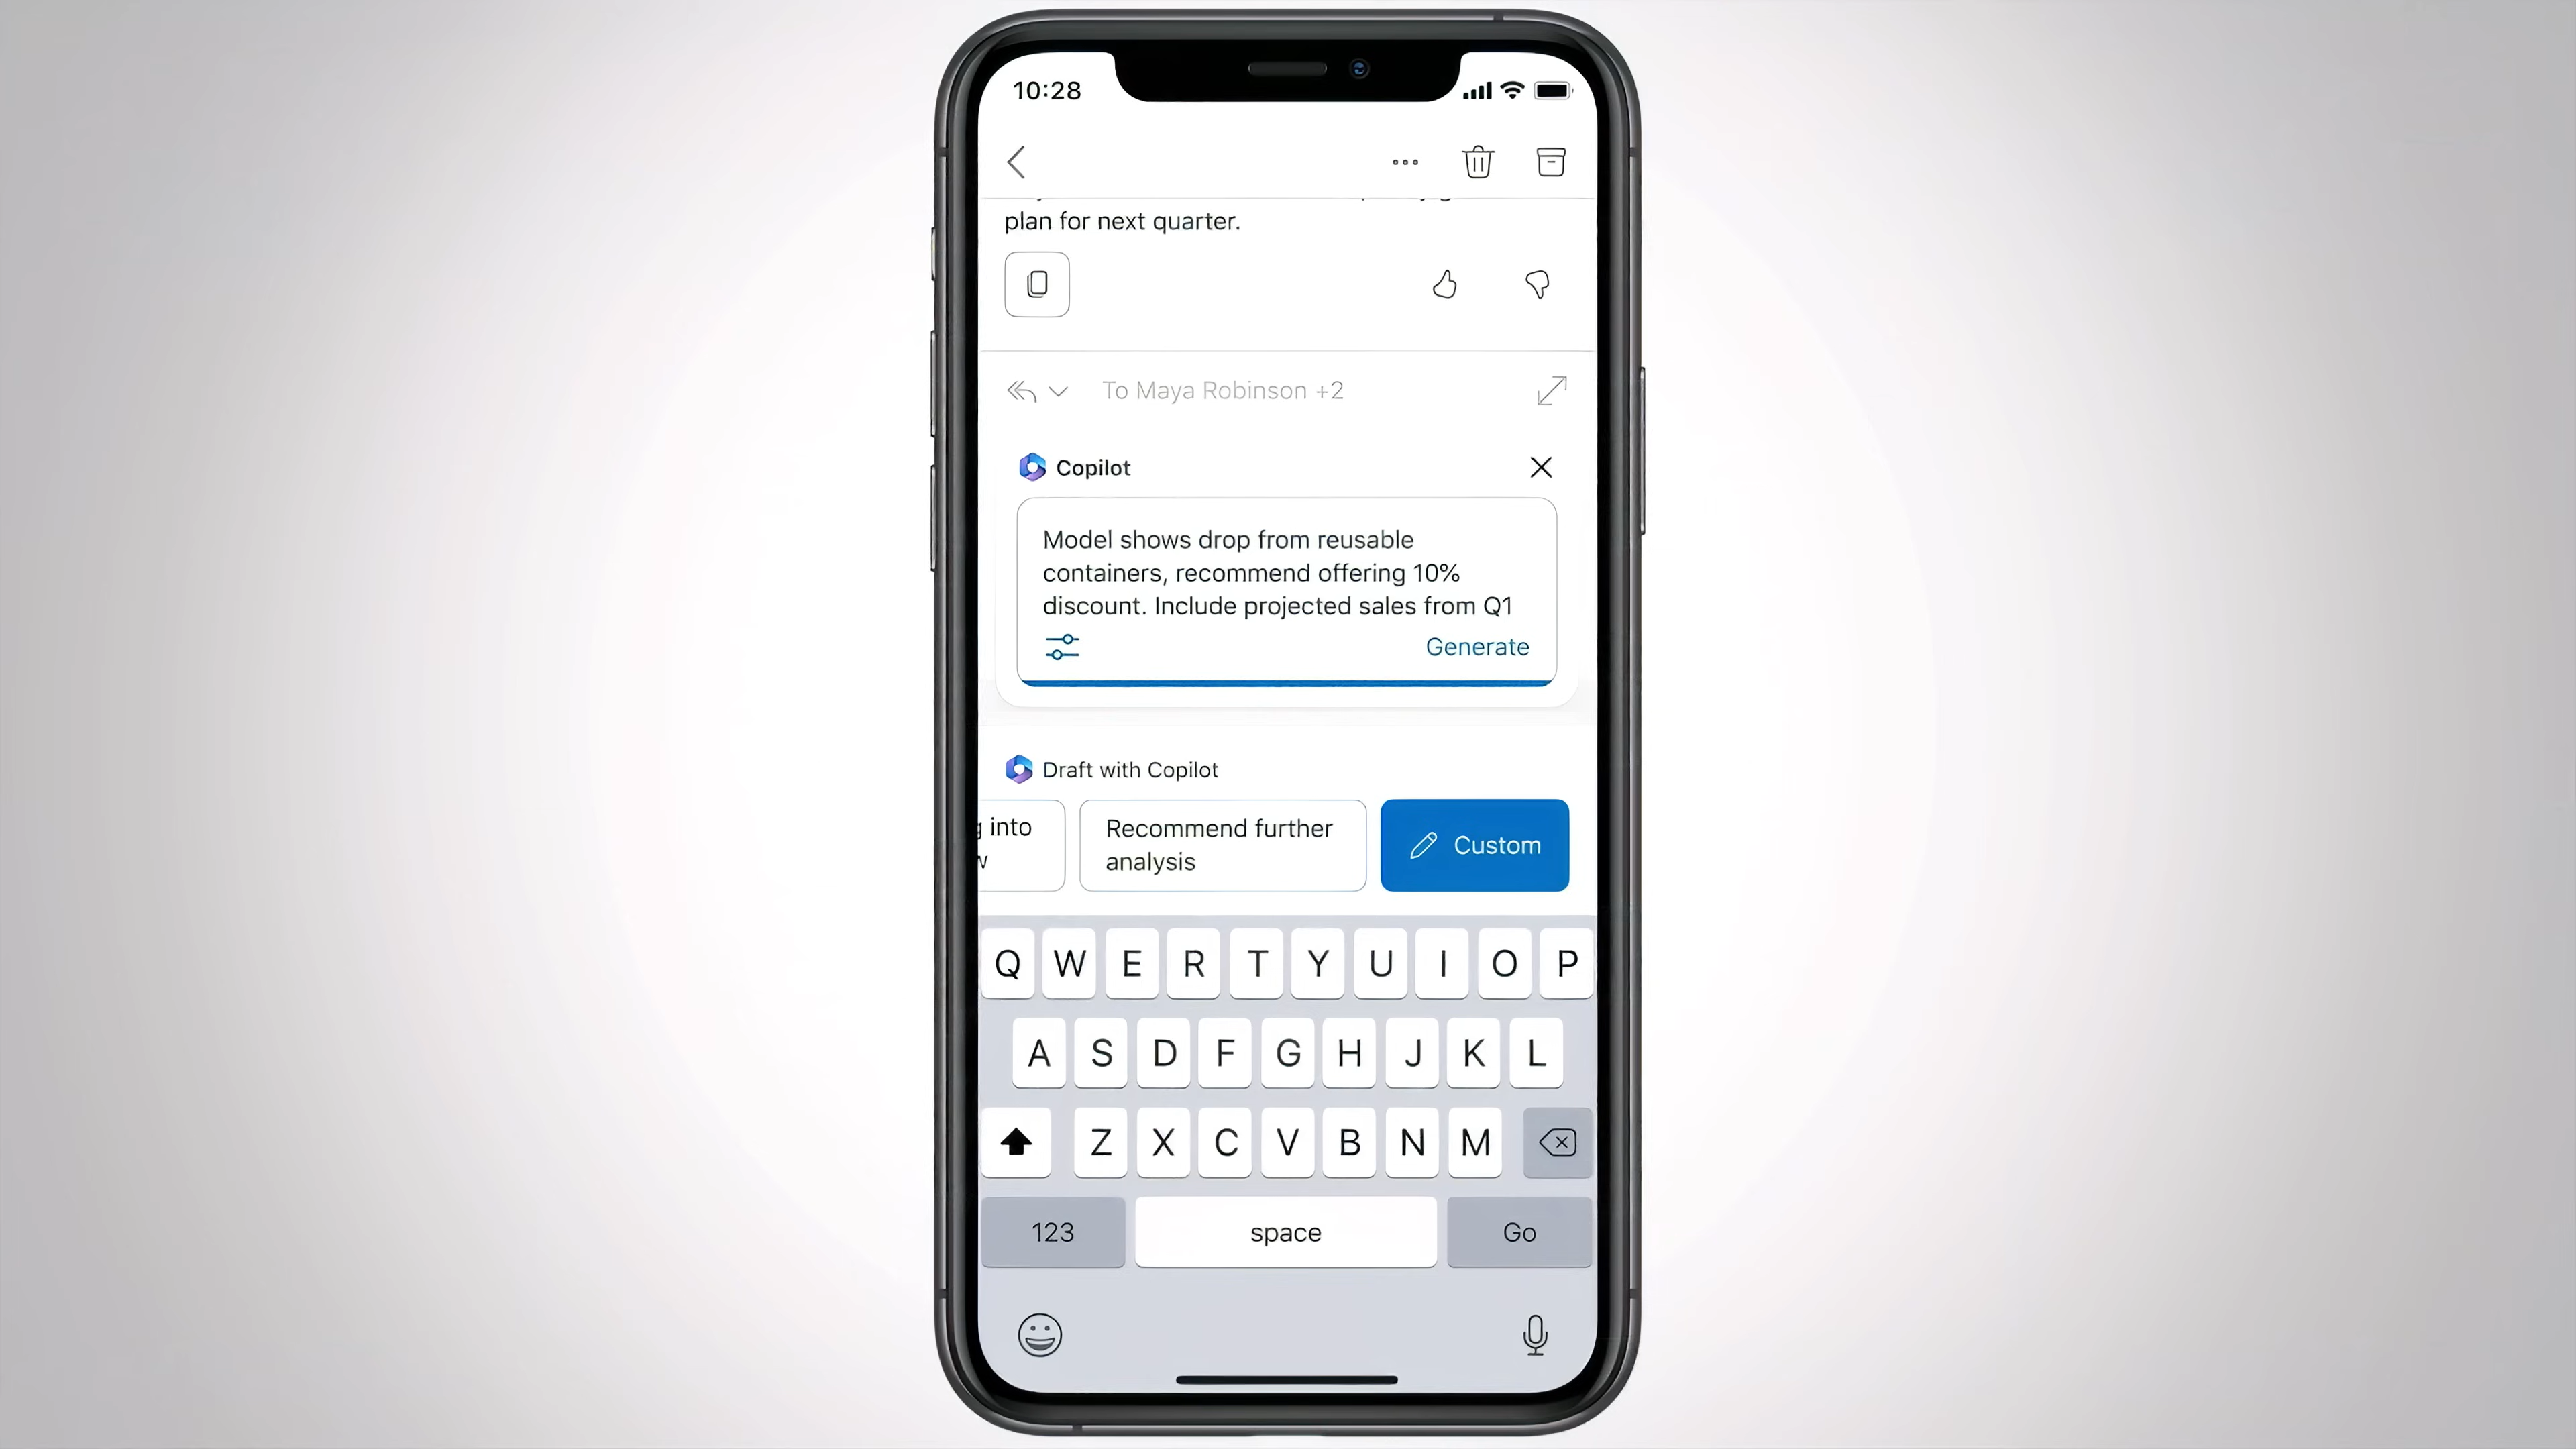 10:28
plan for next quarter.
To Maya Robinson +2
Copilot
Model shows drop from reusable
containers, recommend offering 10%
discount. Include projected sales from Q1
Generate
Draft with Copilot
into
Recommend further
analysis
Custom
Q W E R T Y U I O P
A S D F G H J K L
Z X C V B N M
123 space Go